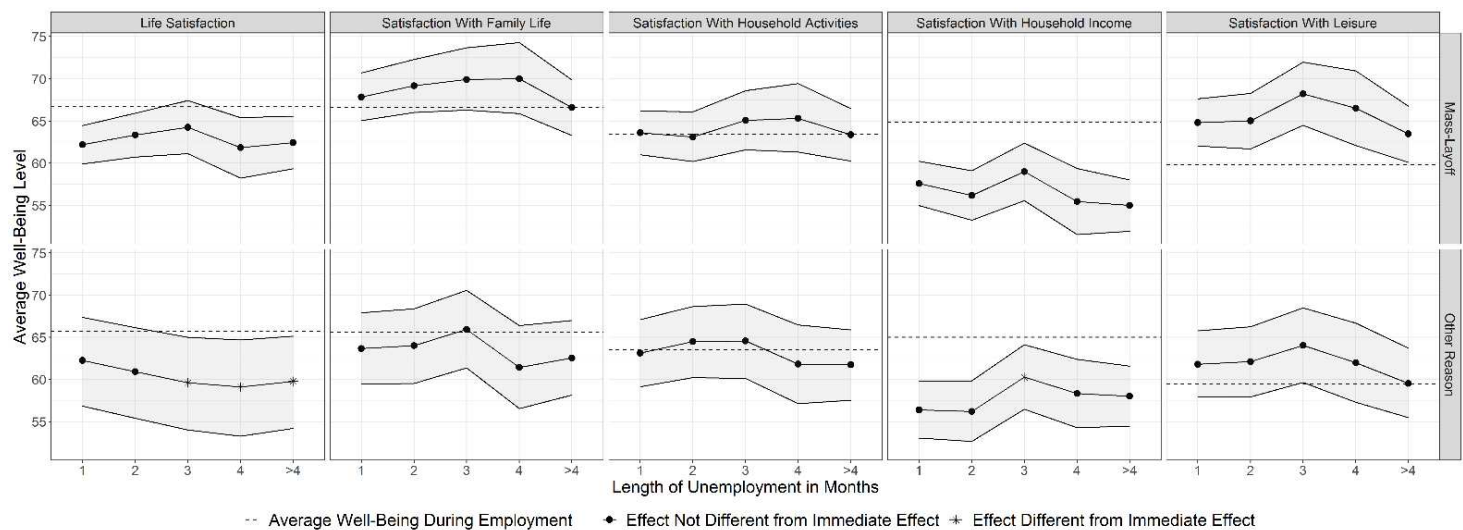 Life Satisfaction
Satisfaction With Family Life
Satisfaction With Household Activities
Satisfaction With Household Income
Satisfaction With Leisure
Average Well-Being Level
75
70
65
60
55
Mass-Layoff
75
70
65
60
55
Other Reason
1 2 3 4 >4
1 2 3 4 >4
1 2 3 4 >4
1 2 3 4 >4
1 2 3 4 >4
Length of Unemployment in Months
Average Well-Being During Employment
Effect Not Different from Immediate Effect
Effect Different from Immediate Effect